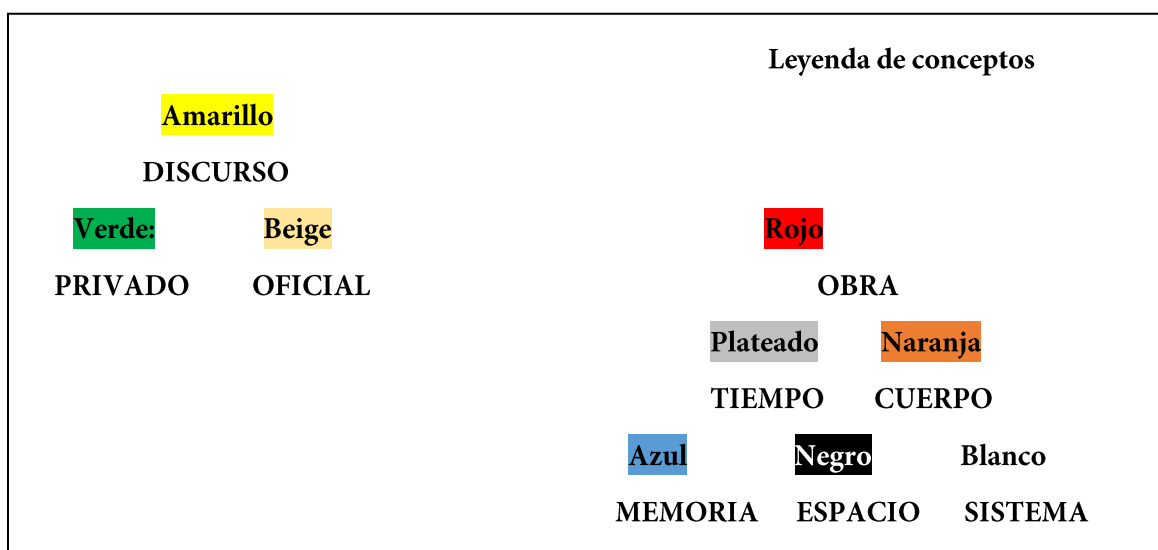 Leyenda de conceptos
Amarillo
DISCURSO
Verde: Beige Rojo
PRIVADO OFICIAL OBRA
Plateado Naranja
TIEMPO CUERPO
Azul Negro Blanco
MEMORIA ESPACIO SISTEMA